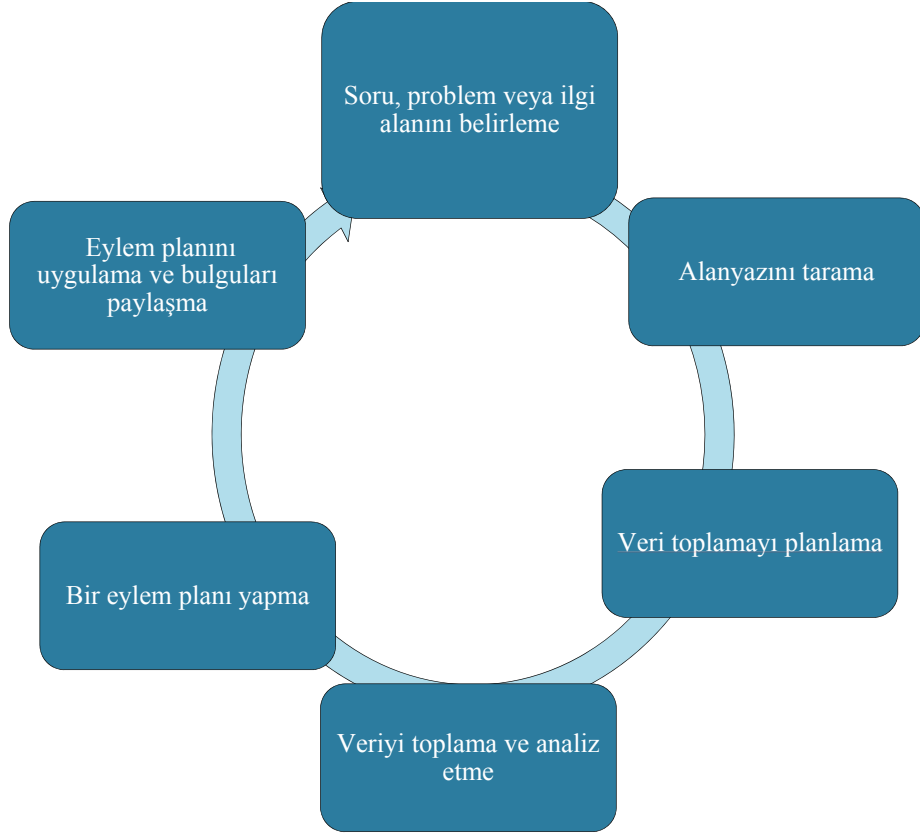 Soru, problem veya ilgi
alanını belirleme
Alanyazını tarama
Veri toplamayı planlama
Veriyi toplama ve analiz
etme
Bir eylem planı yapma
Eylem planını
uygulama ve bulguları
paylaşma